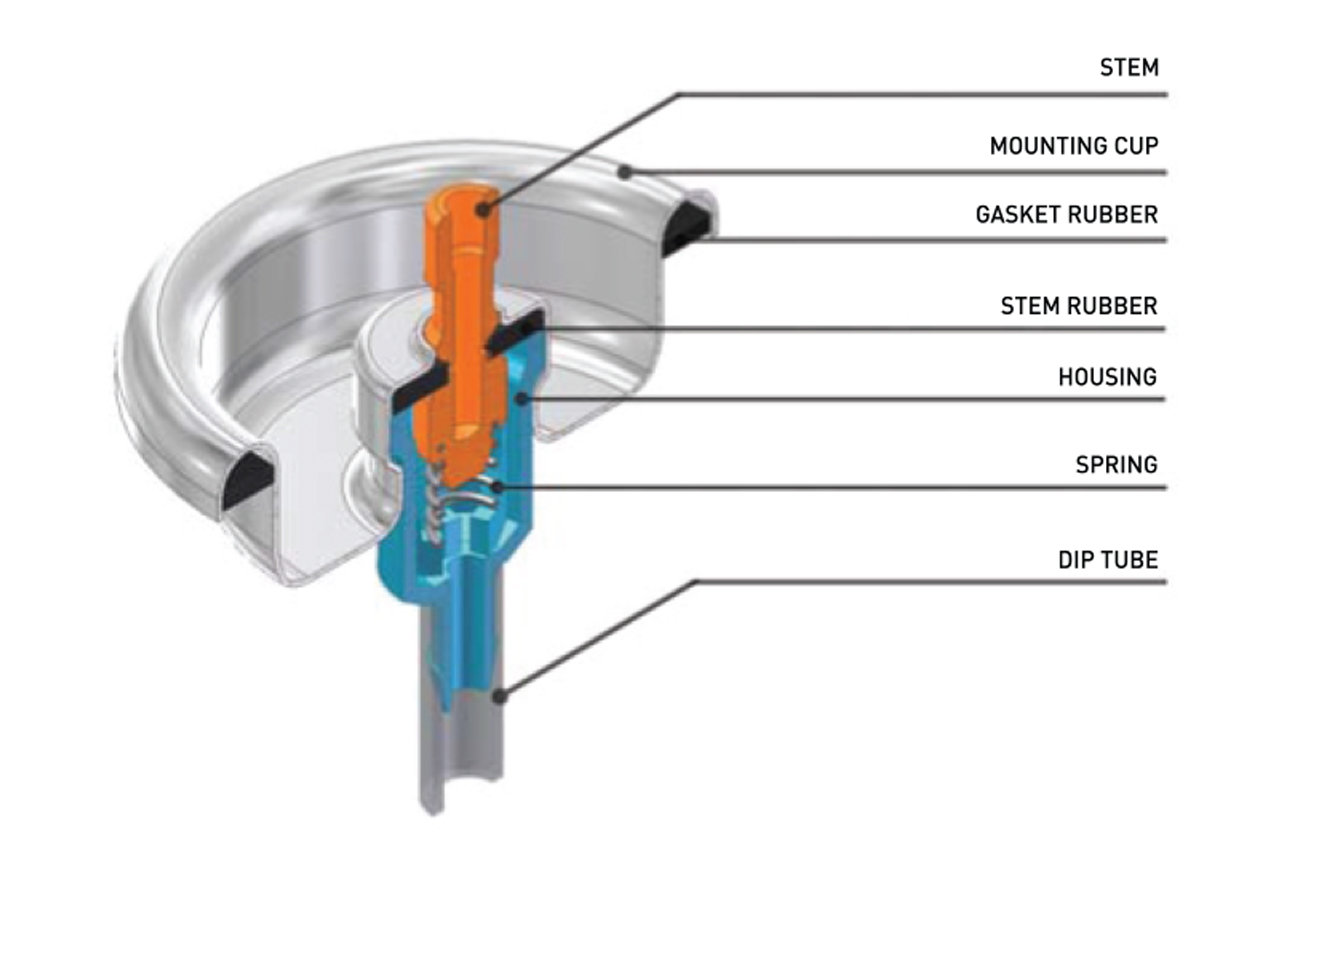 STEM
MOUNTING CUP
GASKET RUBBER
STEM RUBBER
HOUSING
SPRING
DIP TUBE